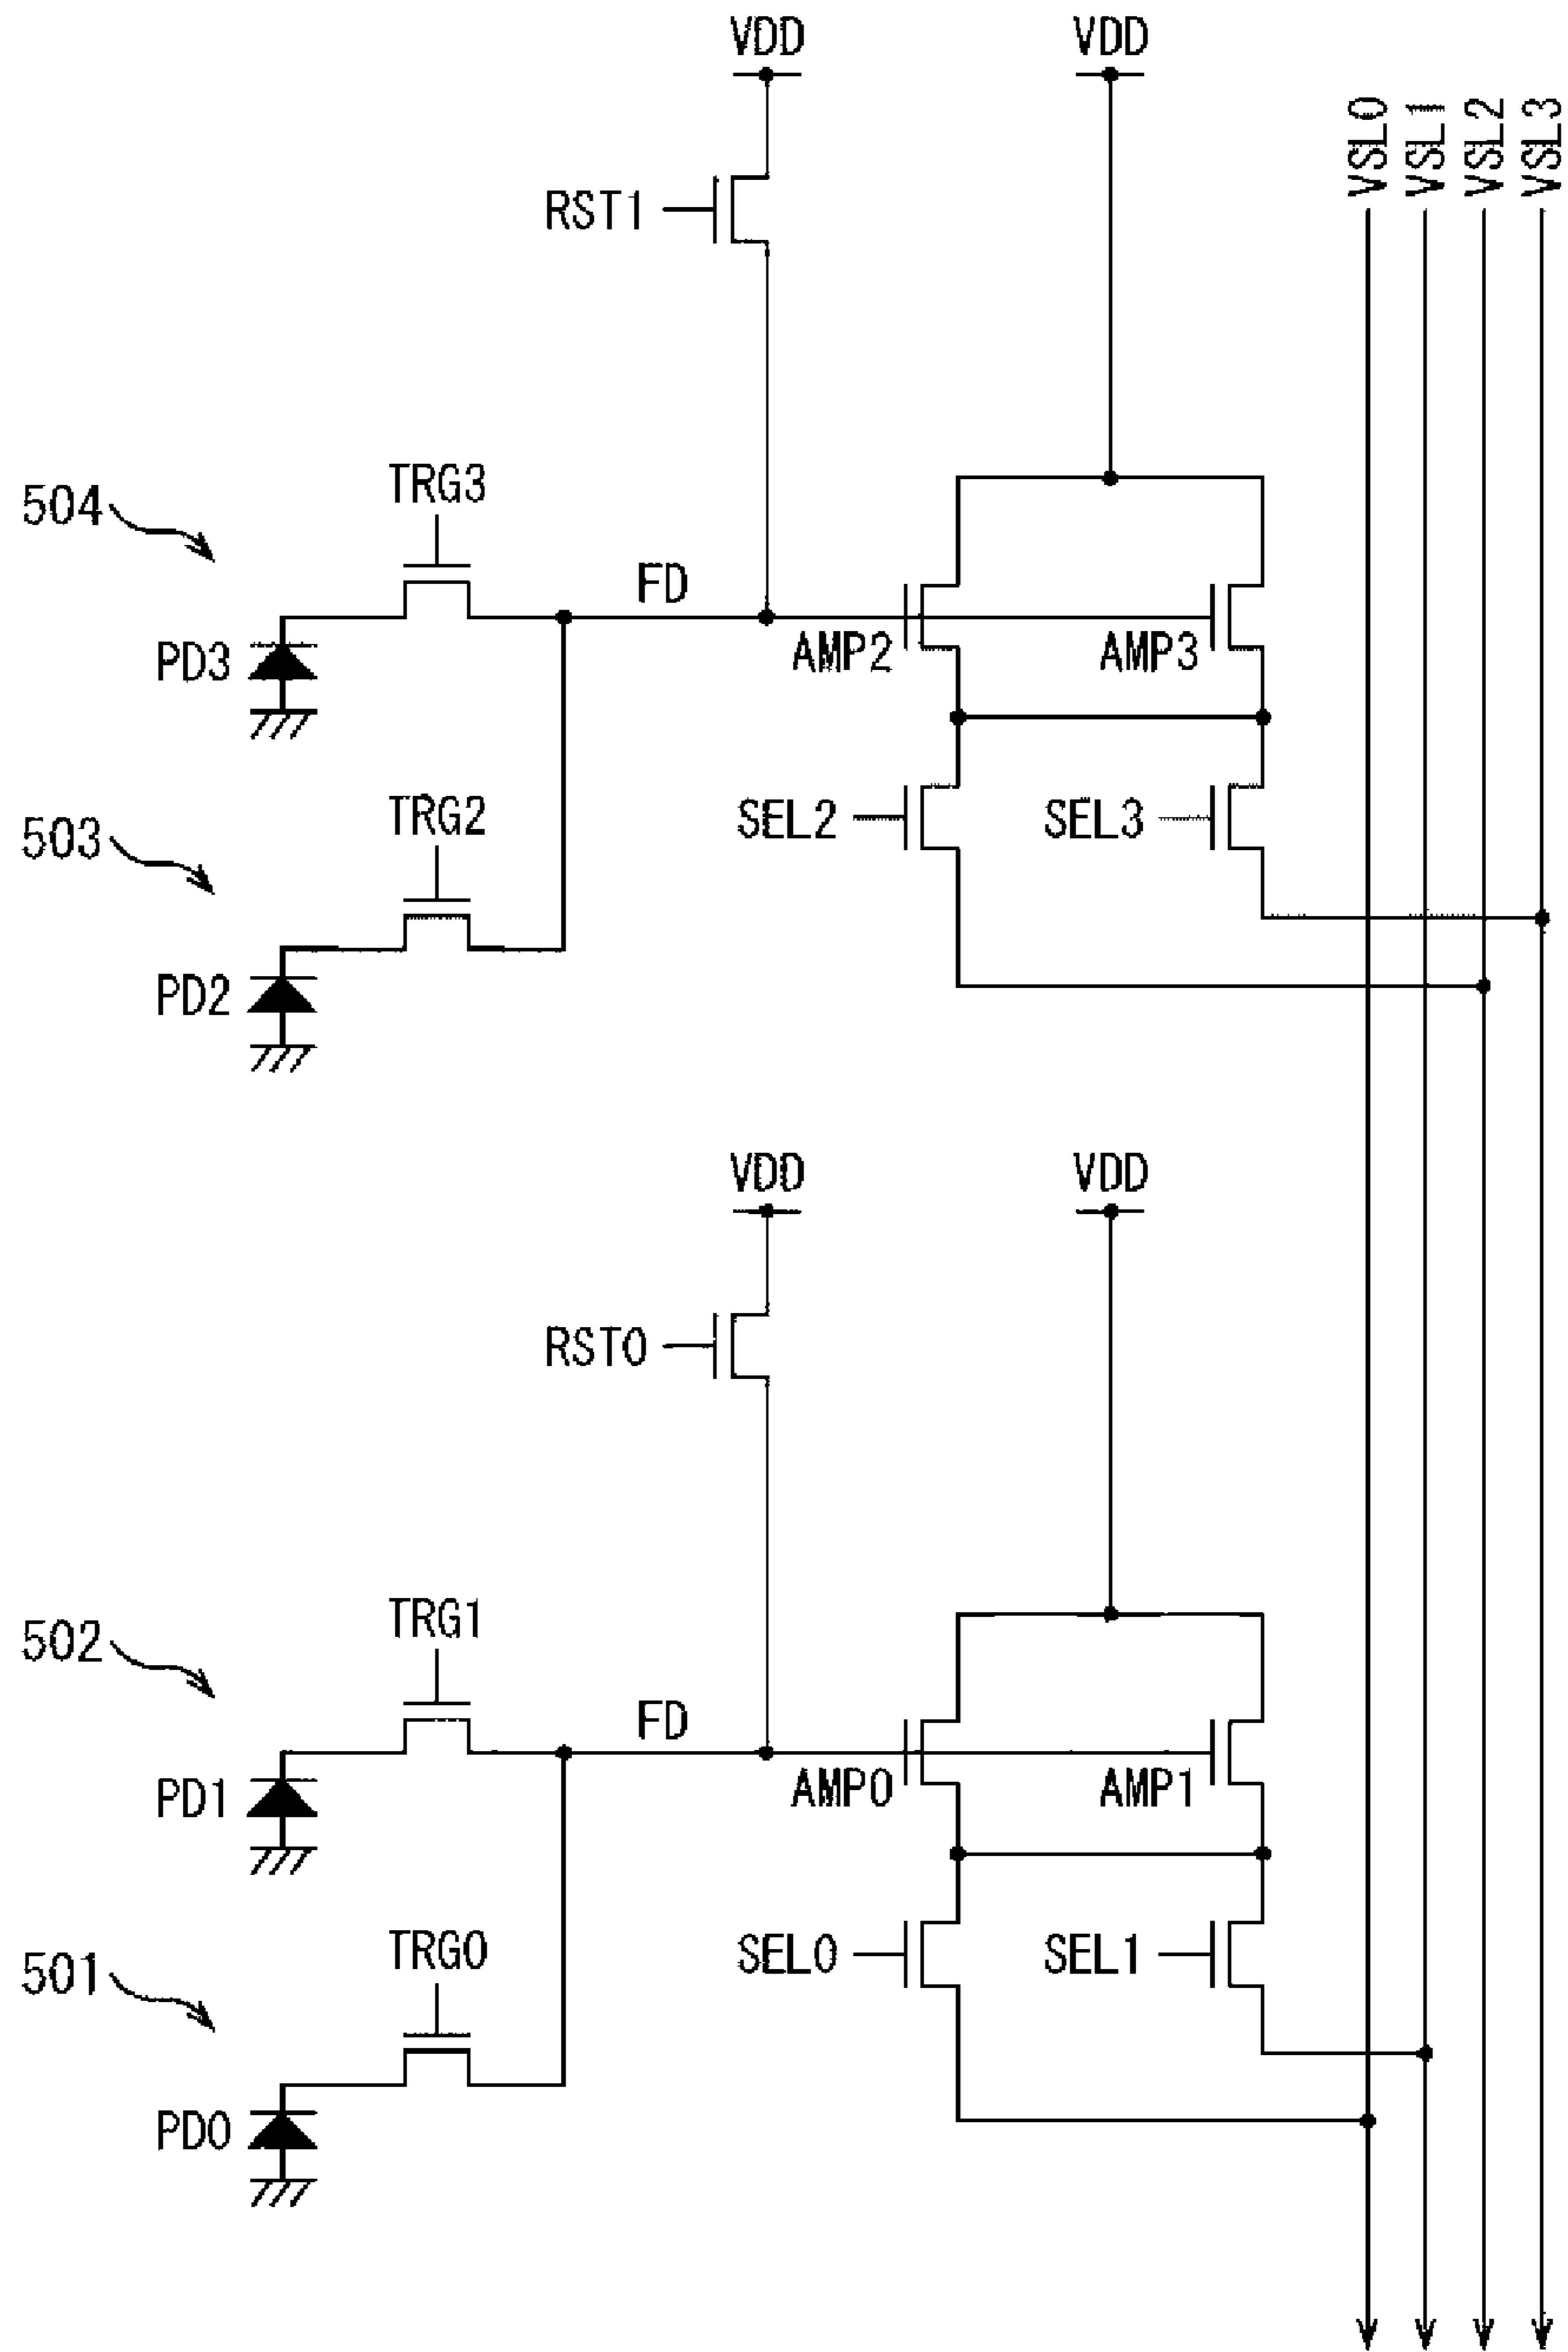 VDD
VDD
VSL0
VSL1
VSL2
VSL3
RST1
504
TRG3
FD
PD3
AMP2
AMP3
503
TRG2
SEL2
SEL3
PD2
VDD
VDD
RST0
502
TRG1
FD
PD1
AMP0
AMP1
501
TRG0
SEL0
SEL1
PD0